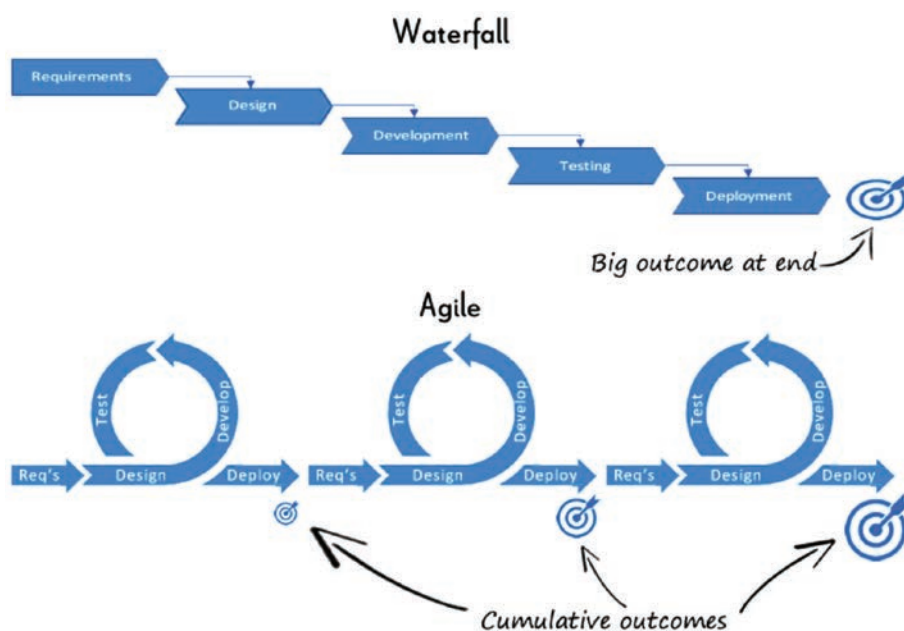 Waterfall
Requirements
Design
Development
Testing
Deployment
Big outcome at end
Agile
Test
Develop
Req's
Design
Deploy
Test
Develop
Req's
Design
Deploy
Test
Develop
Req's
Design
Deploy
Cumulative outcomes